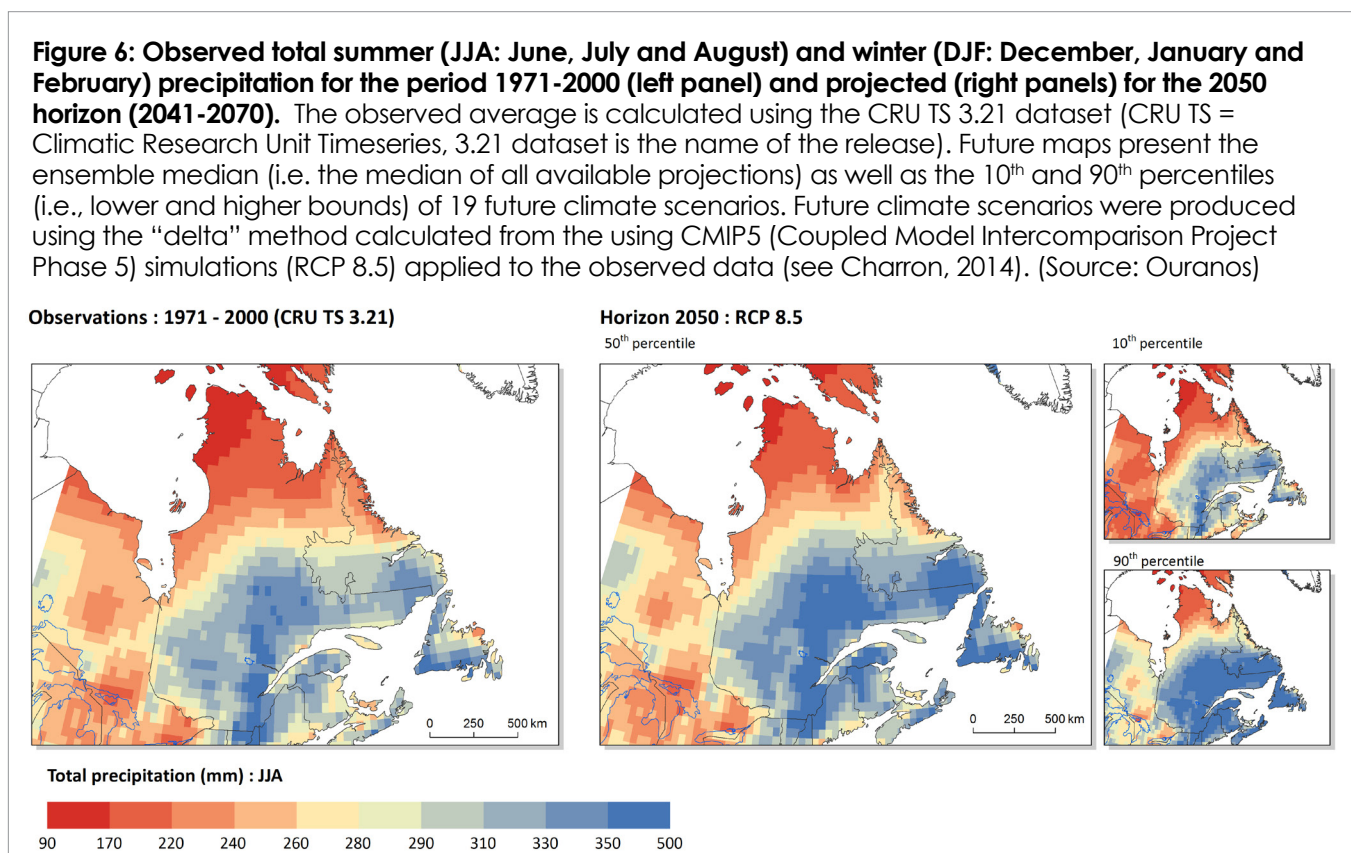 Figure 6: Observed total summer (JJA: June, July and August) and winter (DJF: December, January and
February) precipitation for the period 1971-2000 (left panel) and projected (right panels) for the 2050
horizon (2041-2070). The observed average is calculated using the CRU TS 3.21 dataset (CRU TS =
Climatic Research Unit Timeseries, 3.21 dataset is the name of the release). Future maps present the
ensemble median (i.e. the median of all available projections) as well as the 10th and 90th percentiles
(i.e., lower and higher bounds) of 19 future climate scenarios. Future climate scenarios were produced
using the “delta” method calculated from the using CMIP5 (Coupled Model Intercomparison Project
Phase 5) simulations (RCP 8.5) applied to the observed data (see Charron, 2014). (Source: Ouranos)
Observations : 1971 - 2000 (CRU TS 3.21)
Horizon 2050 : RCP 8.5
50th percentile
10th percentile
90th percentile
0 250 500 km
0 250 500 km
Total precipitation (mm) : JJA
90 170 220 240 260 280 290 310 330 350 500